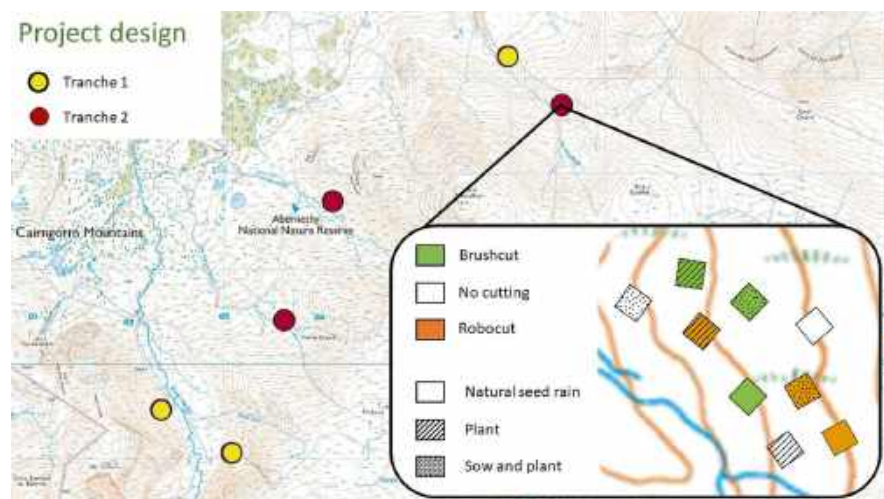 Project design
Tranche 1
Tranche 2
Cairngorm Mountains
Abernethy
National Nature Reserve
Brushcut
No cutting
Robocut
Natural seed rain
Plant
Sow and plant